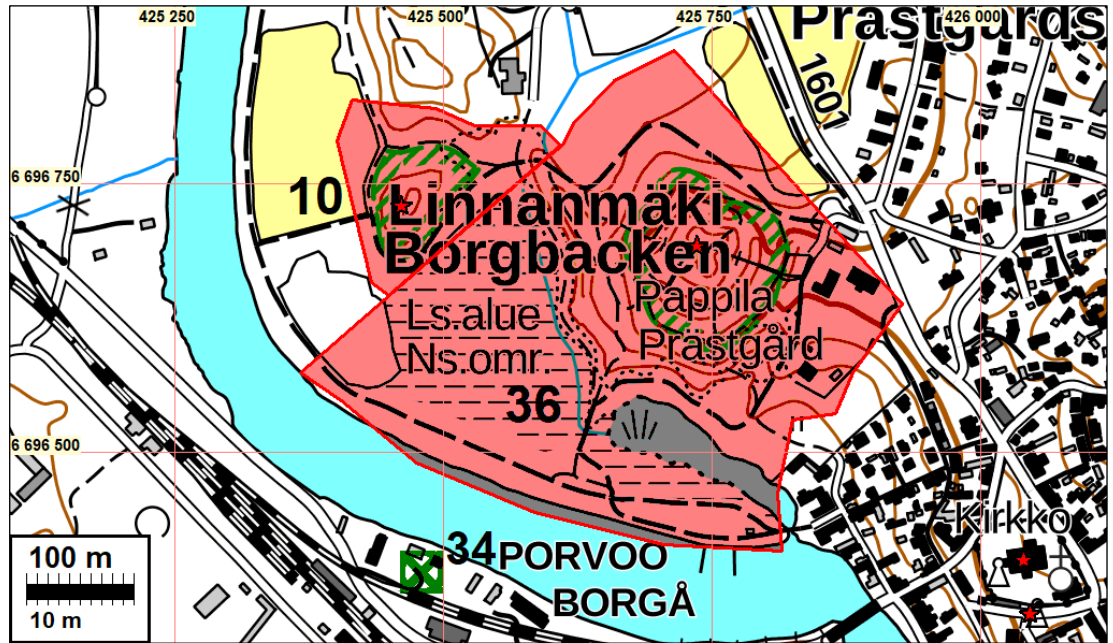 425 250
425 500
425 750
426 000
Prästgårds
1601
6 696 750
10
Linnanmäki
Borgbacken
Pappila
Prästgård
Ls.alue
Ns.omr.
36
6 696 500
Kirkko
34
PORVOO
BORGÅ
100 m
10 m